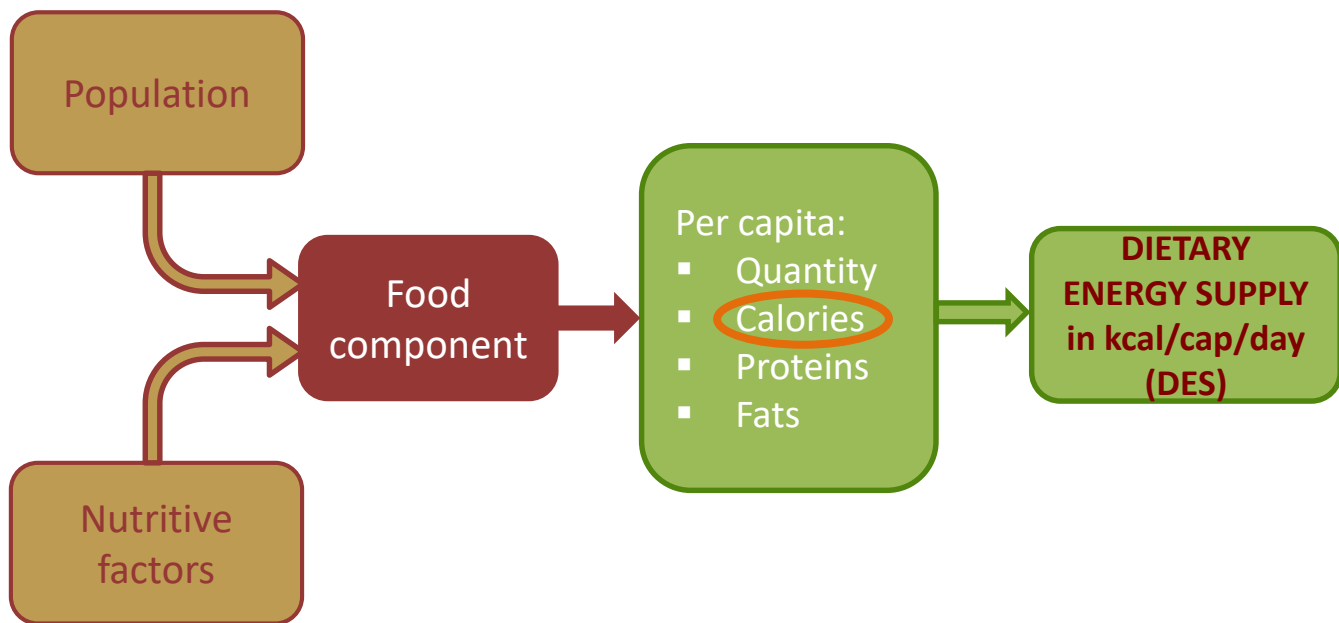 Population
Nutritive
factors
Food
component
Per capita:
▪ Quantity
▪ Calories
▪ Proteins
▪ Fats
DIETARY
ENERGY SUPPLY
in kcal/cap/day
(DES)